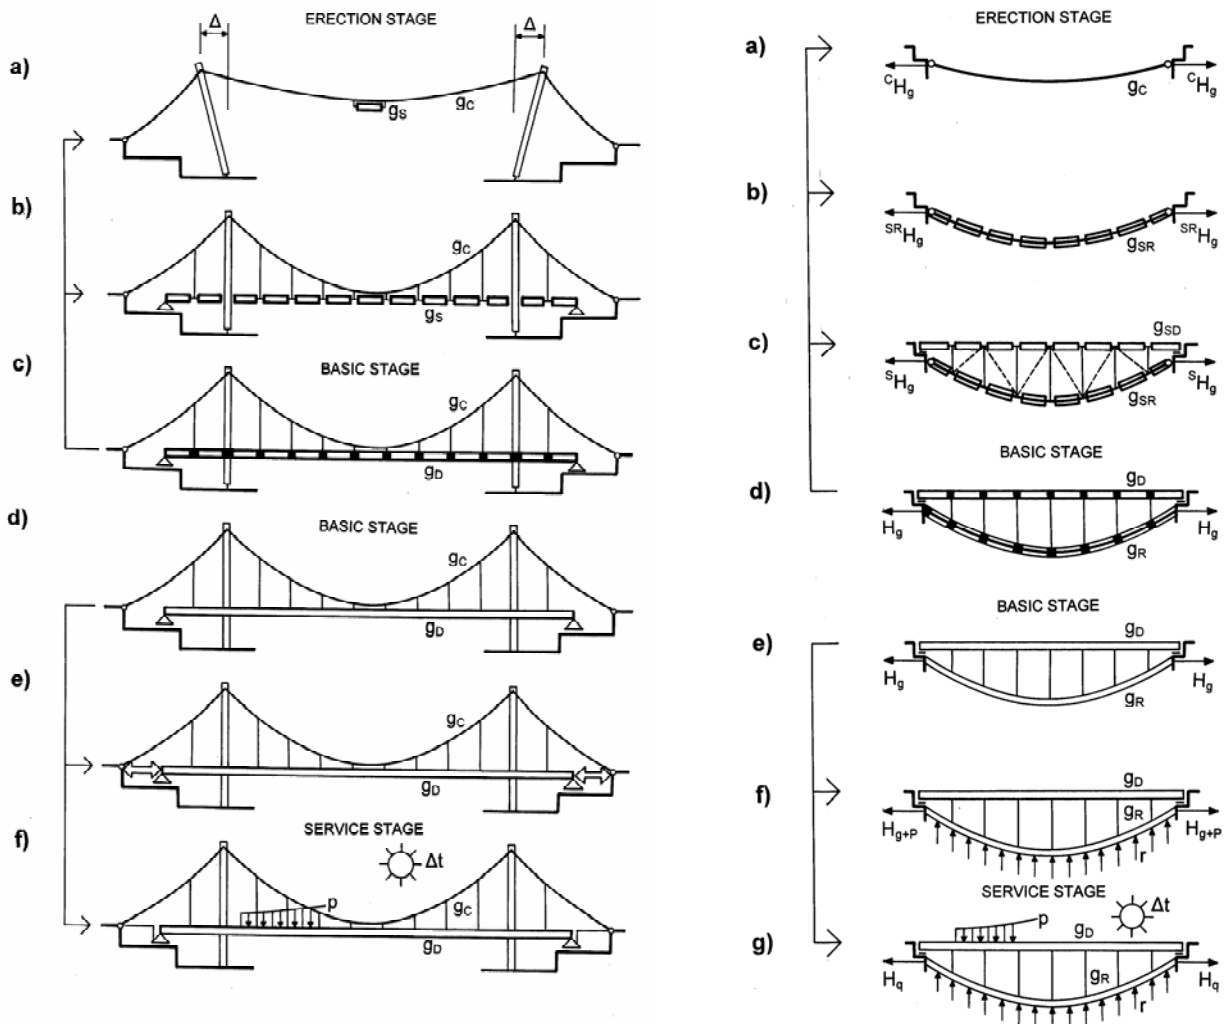 ERECTION STAGE
Δ Δ
a)
gS gC
b)
gC
gS
c) BASIC STAGE
gC
gD
d) BASIC STAGE
gC
gD
e)
gC
gD
f) SERVICE STAGE
Δt
p gC
gD
ERECTION STAGE
a)
CHg gC CHg
b)
SRHg gSR SRHg
c) gSD
SHg gSR SHg
BASIC STAGE
d) gD
Hg gR Hg
BASIC STAGE
e) gD
Hg gR Hg
f) gD
Hg+P gR Hg+P
r
SERVICE STAGE
p Δt
g) gD
Hq gR Hq
r